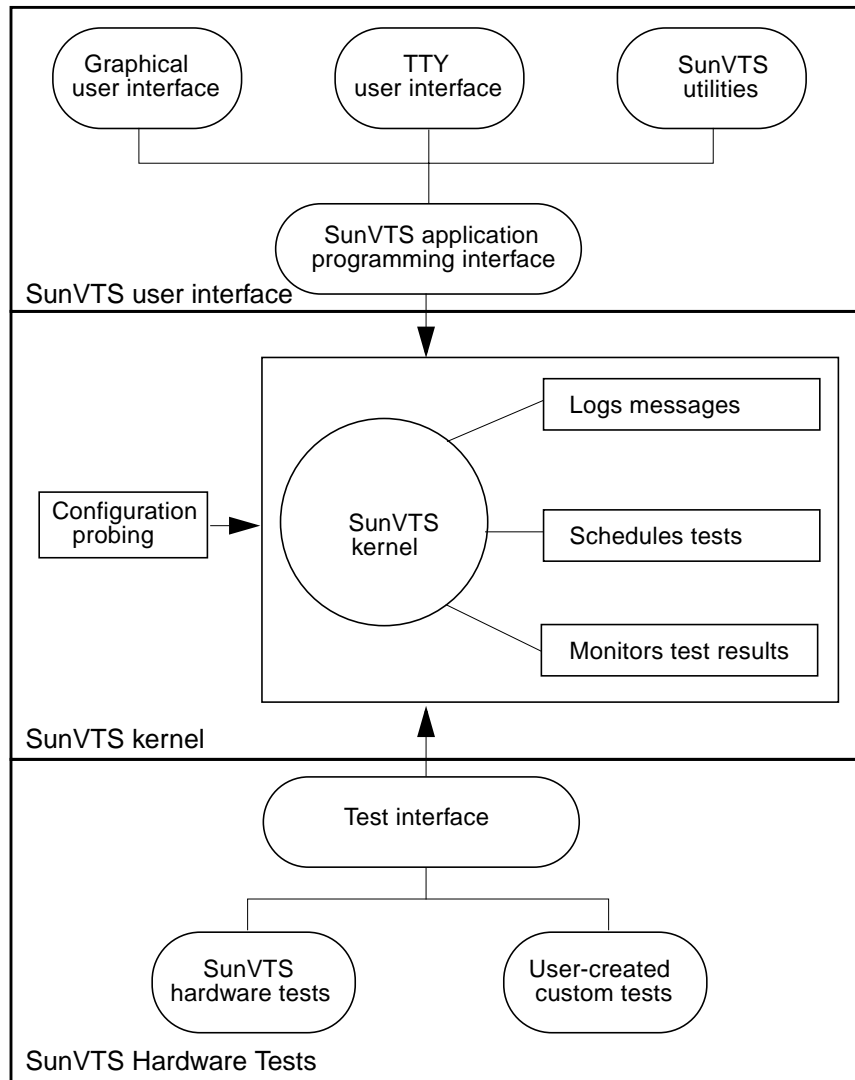 Graphical
user interface
TTY
user interface
SunVTS
utilities
SunVTS application
programming interface
SunVTS user interface
Logs messages
Configuration
probing
SunVTS
kernel
Schedules tests
Monitors test results
SunVTS kernel
Test interface
SunVTS
hardware tests
User-created
custom tests
SunVTS Hardware Tests